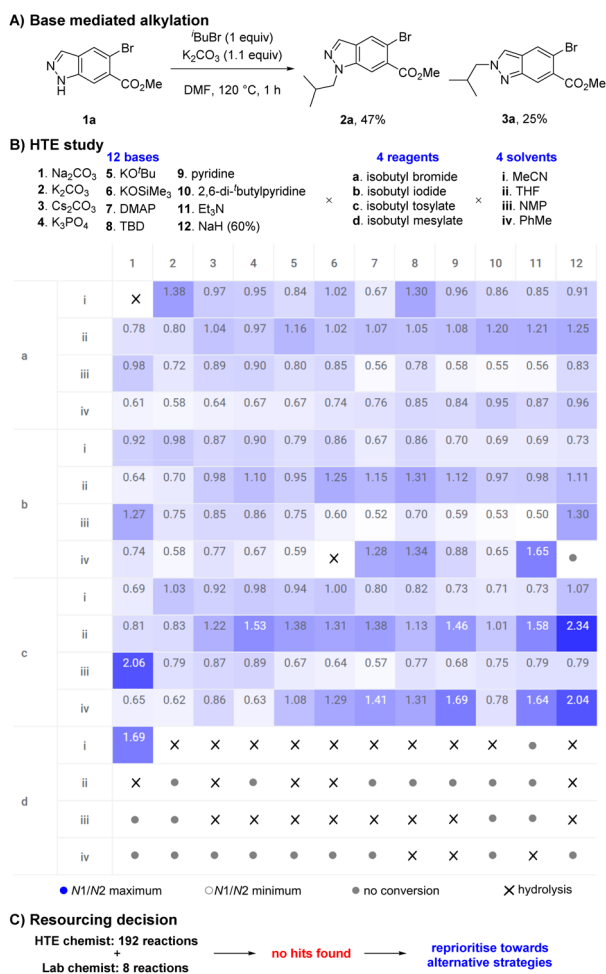 A) Base mediated alkylation
iBuBr (1 equiv)
K2CO3 (1.1 equiv)
DMF, 120 °C, 1 h
N
N
H
Br
CO2Me
1a
N
N
Br
CO2Me
2a, 47%
N
N
Br
CO2Me
3a, 25%
B) HTE study
12 bases 4 reagents 4 solvents
1. Na2CO3 5. KOtBu 9. pyridine a. isobutyl bromide i. MeCN
2. K2CO3 6. KOSiMe3 10. 2,6-di-tbutylpyridine b. isobutyl iodide ii. THF
3. Cs2CO3 7. DMAP 11. Et3N × c. isobutyl tosylate × iii. NMP
4. K3PO4 8. TBD 12. NaH (60%) d. isobutyl mesylate iv. PhMe
1 2 3 4 5 6 7 8 9 10 11 12
a
i 1.38 0.97 0.95 0.84 1.02 0.67 1.30 0.96 0.86 0.85 0.91
ii 0.78 0.80 1.04 0.97 1.16 1.02 1.07 1.05 1.08 1.20 1.21 1.25
iii 0.98 0.72 0.89 0.90 0.80 0.85 0.56 0.78 0.58 0.55 0.56 0.83
iv 0.61 0.58 0.64 0.67 0.67 0.74 0.76 0.85 0.84 0.95 0.87 0.96
b
i 0.92 0.98 0.87 0.90 0.79 0.86 0.67 0.86 0.70 0.69 0.69 0.73
ii 0.64 0.70 0.98 1.10 0.95 1.25 1.15 1.31 1.12 0.97 0.98 1.11
iii 1.27 0.75 0.85 0.86 0.75 0.60 0.52 0.70 0.59 0.53 0.50 1.30
iv 0.74 0.58 0.77 0.67 0.59 1.28 1.34 0.88 0.65 1.65
c
i 0.69 1.03 0.92 0.98 0.94 1.00 0.80 0.82 0.73 0.71 0.73 1.07
ii 0.81 0.83 1.22 1.53 1.38 1.31 1.38 1.13 1.46 1.01 1.58 2.34
iii 2.06 0.79 0.87 0.89 0.67 0.64 0.57 0.77 0.68 0.75 0.79 0.79
iv 0.65 0.62 0.86 0.63 1.08 1.29 1.41 1.31 1.69 0.78 1.64 2.04
d
i 1.69
ii
iii
iv
N1/N2 maximum N1/N2 minimum no conversion hydrolysis
C) Resourcing decision
HTE chemist: 192 reactions
+
Lab chemist: 8 reactions
no hits found
reprioritise towards
alternative strategies